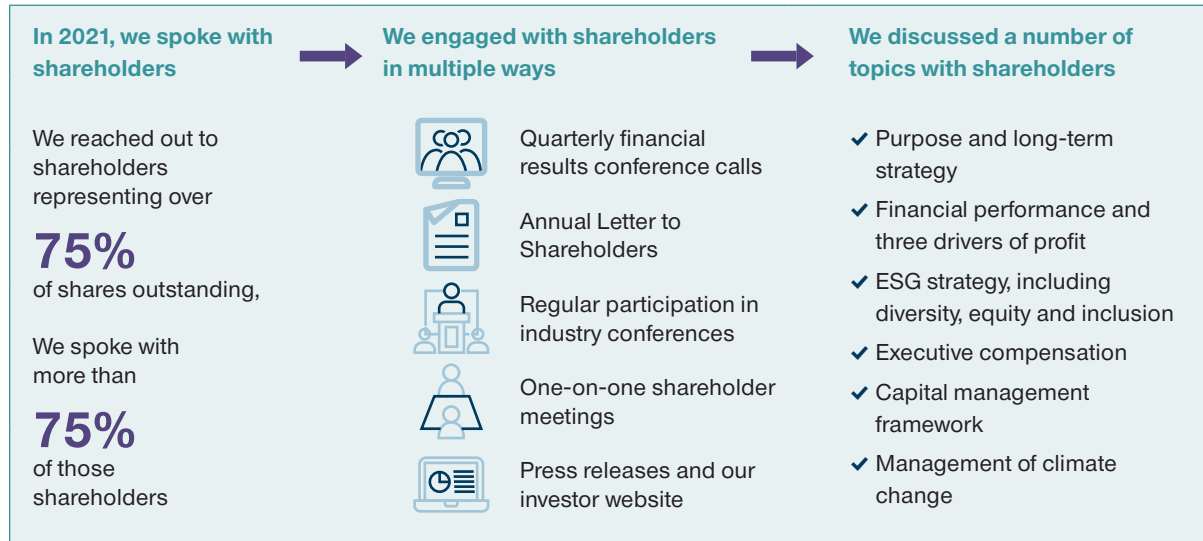 In 2021, we spoke with
shareholders
We reached out to
shareholders
representing over
75%
of shares outstanding,
We spoke with
more than
75%
of those
shareholders
We engaged with shareholders
in multiple ways
Quarterly financial
results conference calls
Annual Letter to
Shareholders
Regular participation in
industry conferences
One-on-one shareholder
meetings
Press releases and our
investor website
We discussed a number of
topics with shareholders
Purpose and long-term
strategy
Financial performance and
three drivers of profit
ESG strategy, including
diversity, equity and inclusion
Executive compensation
Capital management
framework
Management of climate
change